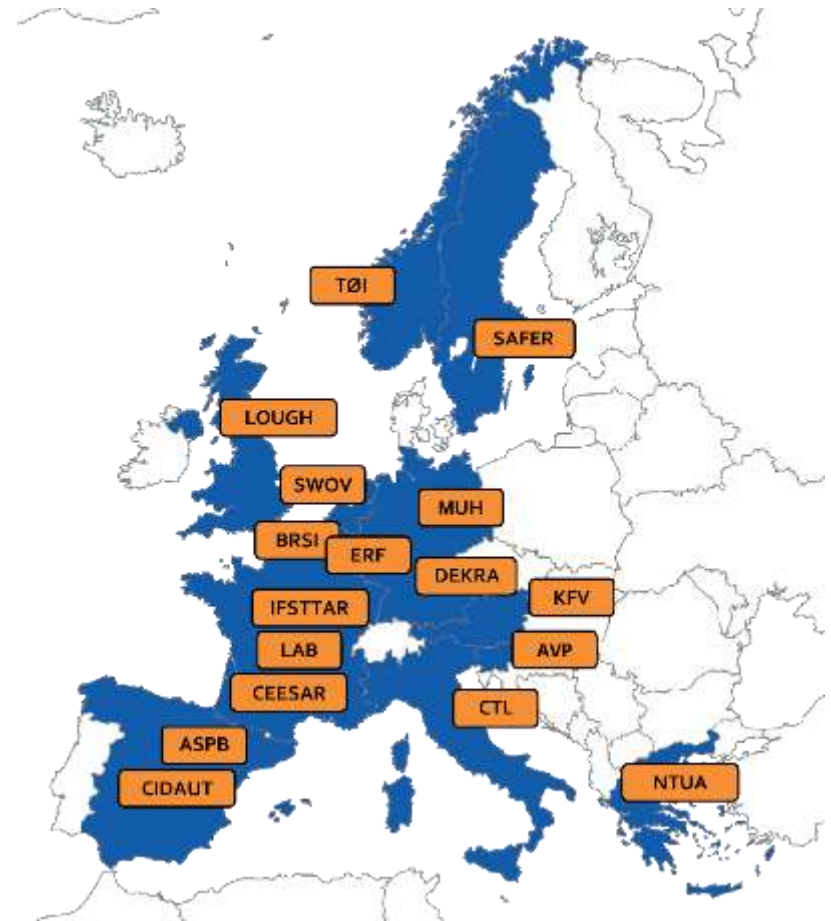 TØI
SAFER
LOUGH
SWOV
MUH
BRSI
ERF
DEKRA
KFV
IFSTTAR
LAB
AVP
CEESAR
CTL
ASPB
CIDAUT
NTUA